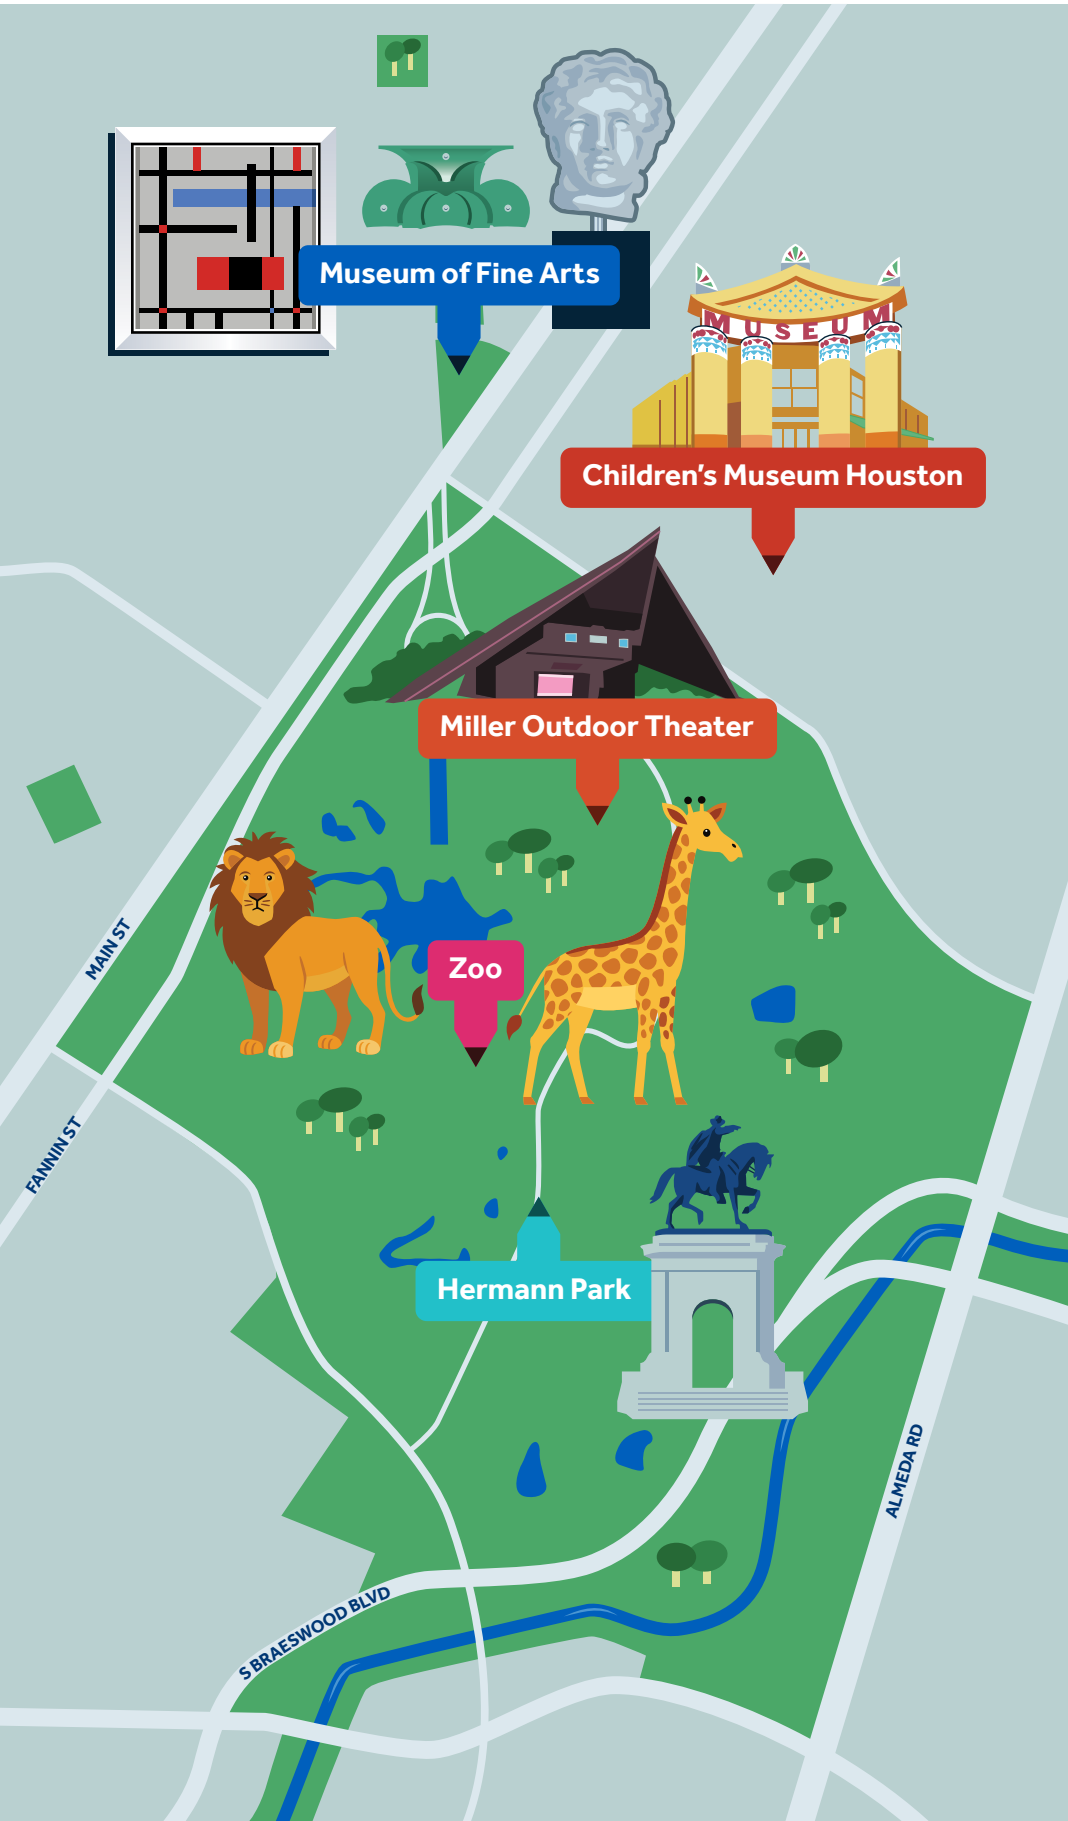 Museum of Fine Arts
MUSEUM
Children's Museum Houston
Miller Outdoor Theater
MAIN ST
Zoo
FANNIN ST
Hermann Park
ALMEDA RD
S BRAESWOOD BLVD